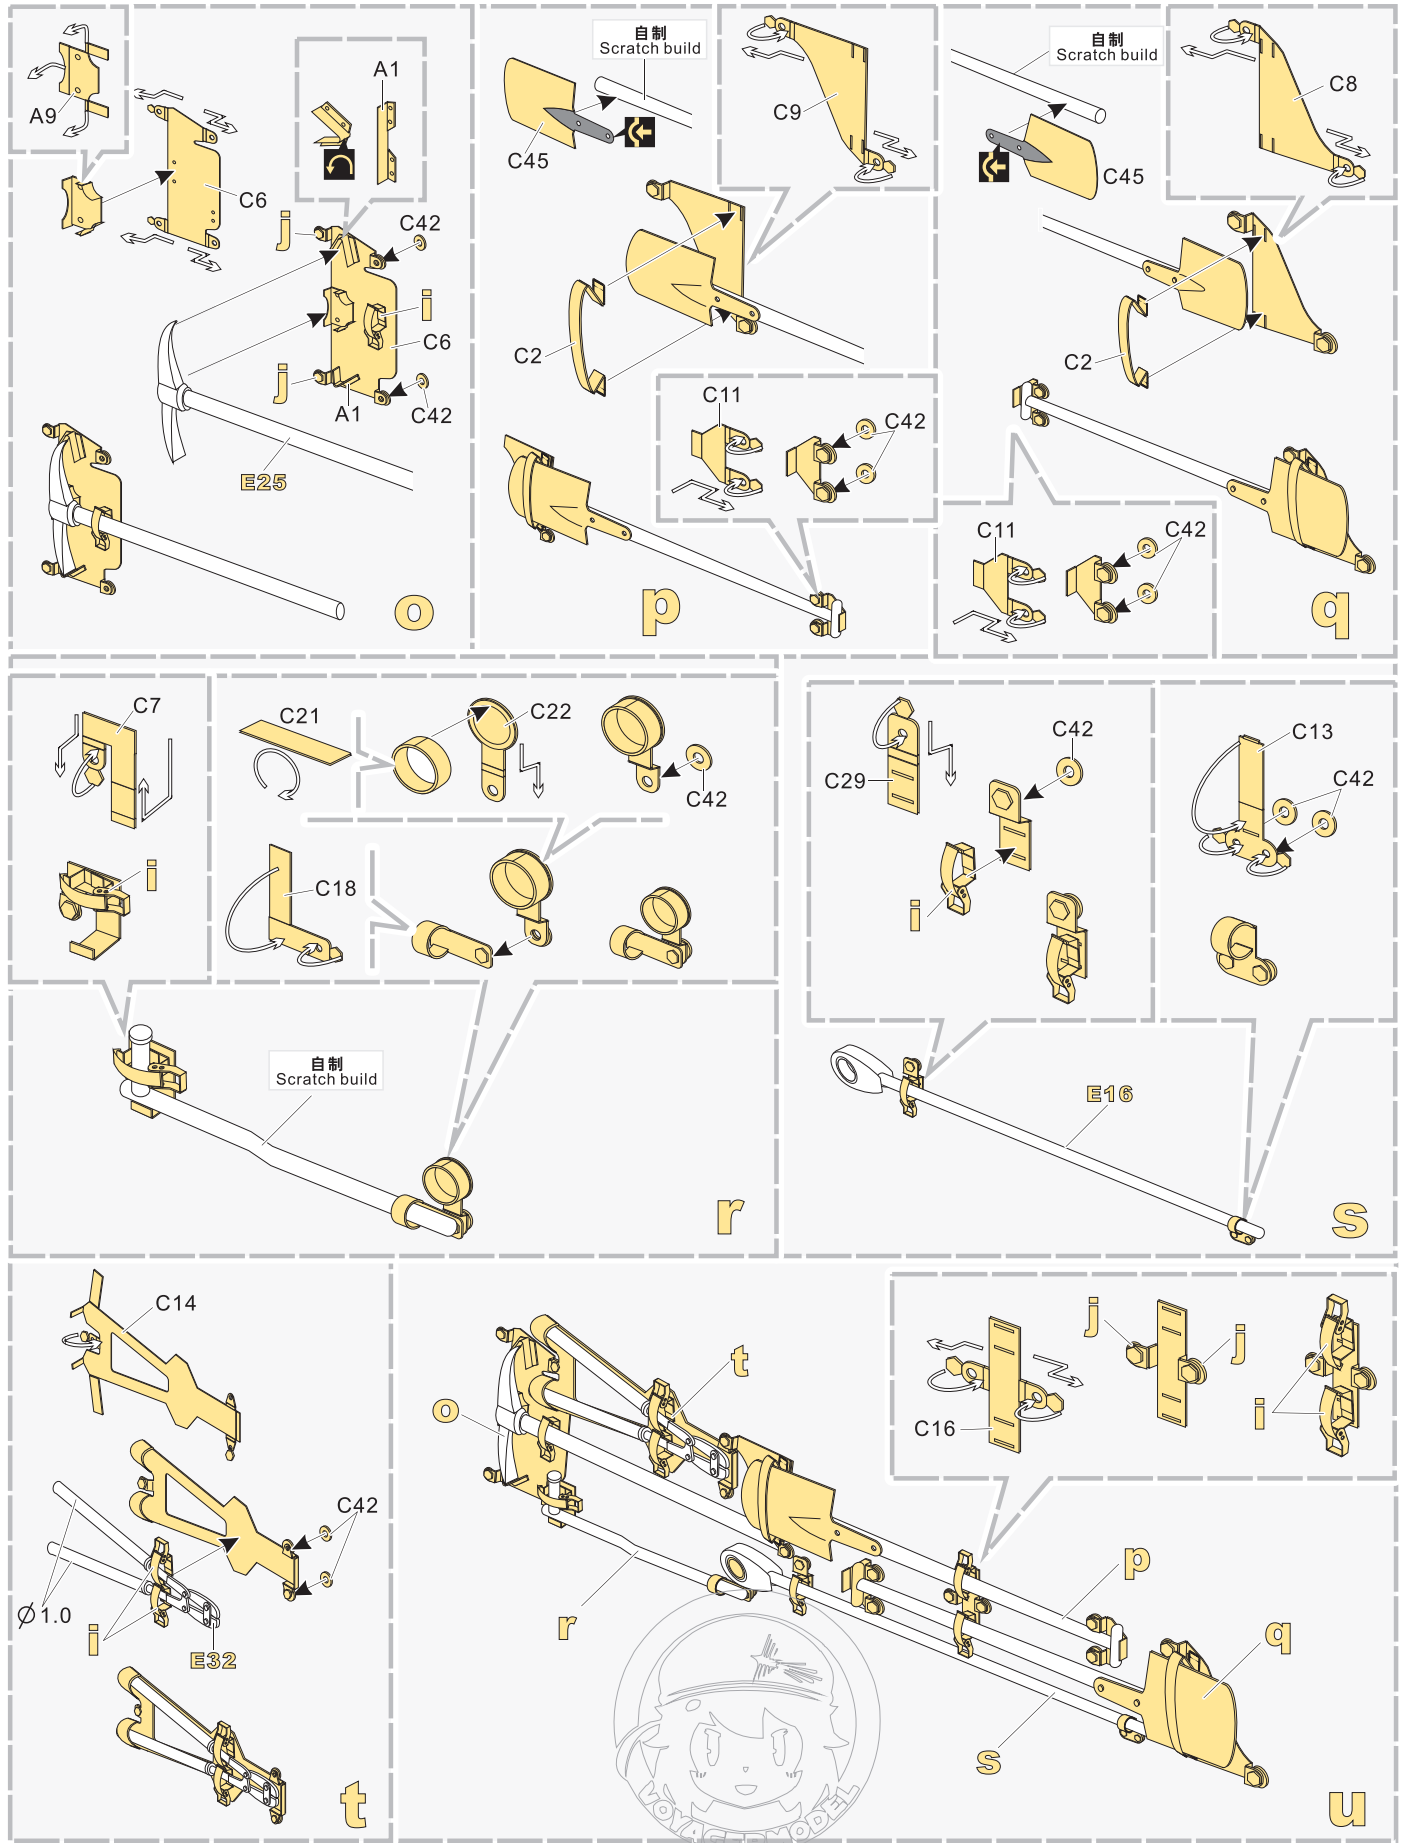 A9
C6
A1
j
C42
i
C6
j
A1
C42
E25
o
自制
Scratch build
C45
C9
C2
C11
C42
p
自制
Scratch build
C45
C8
C2
C11
C42
q
C7
i
C21
C22
C42
C18
自制
Scratch build
r
C29
C42
i
C13
C42
E16
s
C14
C42
Ø1.0
i
E32
t
o
t
r
C16
j
j
i
p
q
s
u
VOYAGERMODEL